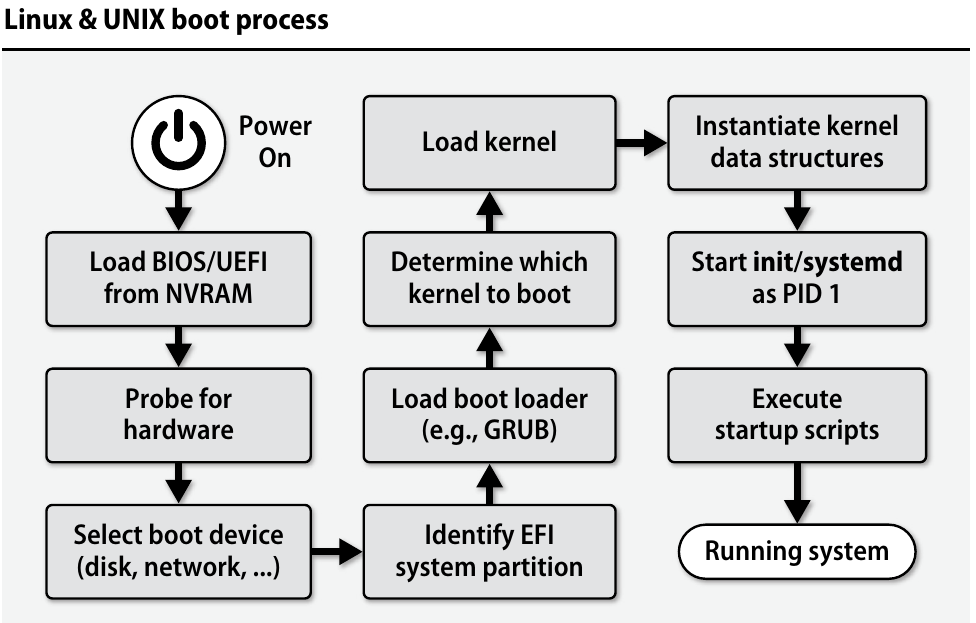 Linux & UNIX boot process
Power
On
Load BIOS/UEFI
from NVRAM
Probe for
hardware
Select boot device
(disk, network, ...)
Identify EFI
system partition
Load boot loader
(e.g., GRUB)
Determine which
kernel to boot
Load kernel
Instantiate kernel
data structures
Start init/systemd
as PID 1
Execute
startup scripts
Running system